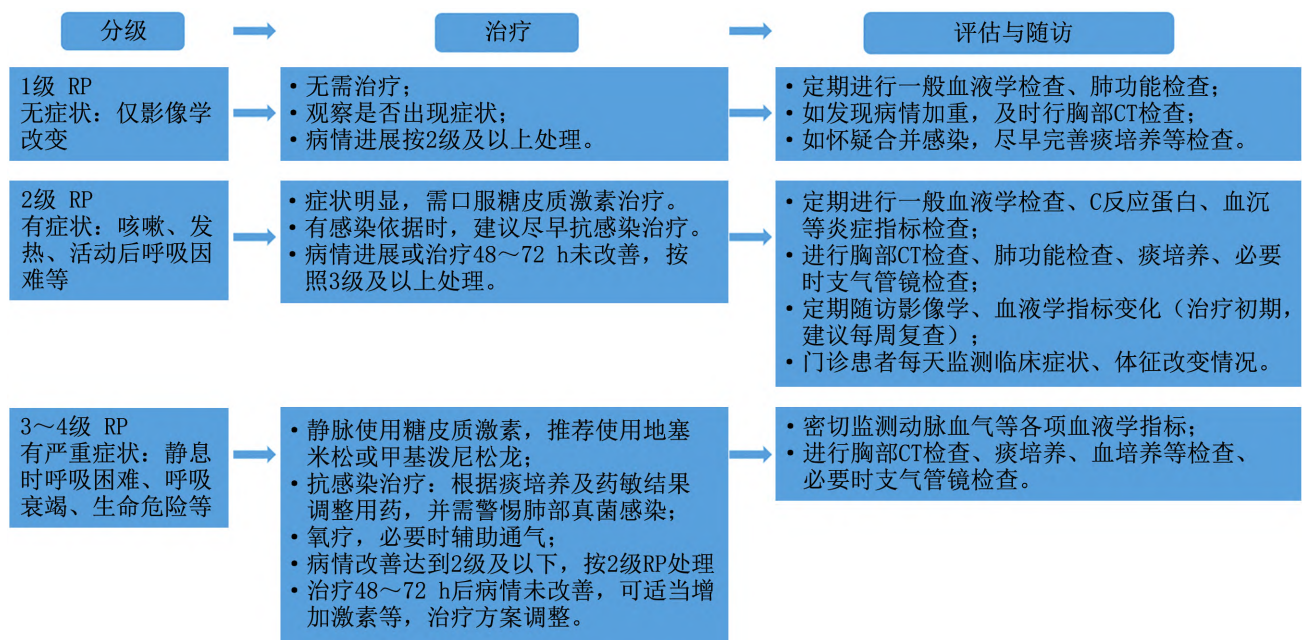 分级
治疗
评估与随访
1级 RP
无症状：仅影像学
改变
• 无需治疗；
• 观察是否出现症状；
• 病情进展按2级及以上处理。
• 定期进行一般血液学检查、肺功能检查；
• 如发现病情加重，及时行胸部CT检查；
• 如怀疑合并感染，尽早完善痰培养等检查。
2级 RP
有症状：咳嗽、发
热、活动后呼吸困
难等
• 症状明显，需口服糖皮质激素治疗。
• 有感染依据时，建议尽早抗感染治疗。
• 病情进展或治疗48～72 h未改善，按
照3级及以上处理。
• 定期进行一般血液学检查、C反应蛋白、血沉
等炎症指标检查；
• 进行胸部CT检查、肺功能检查、痰培养、必要
时支气管镜检查；
• 定期随访影像学、血液学指标变化（治疗初期，
建议每周复查）；
• 门诊患者每天监测临床症状、体征改变情况。
3～4级 RP
有严重症状：静息
时呼吸困难、呼吸
衰竭、生命危险等
• 静脉使用糖皮质激素，推荐使用地塞
米松或甲基泼尼松龙；
• 抗感染治疗：根据痰培养及药敏结果
调整用药，并需警惕肺部真菌感染；
• 氧疗，必要时辅助通气；
• 病情改善达到2级及以下，按2级RP处理
• 治疗48～72 h后病情未改善，可适当增
加激素等，治疗方案调整。
• 密切监测动脉血气等各项血液学指标；
• 进行胸部CT检查、痰培养、血培养等检查、
必要时支气管镜检查。